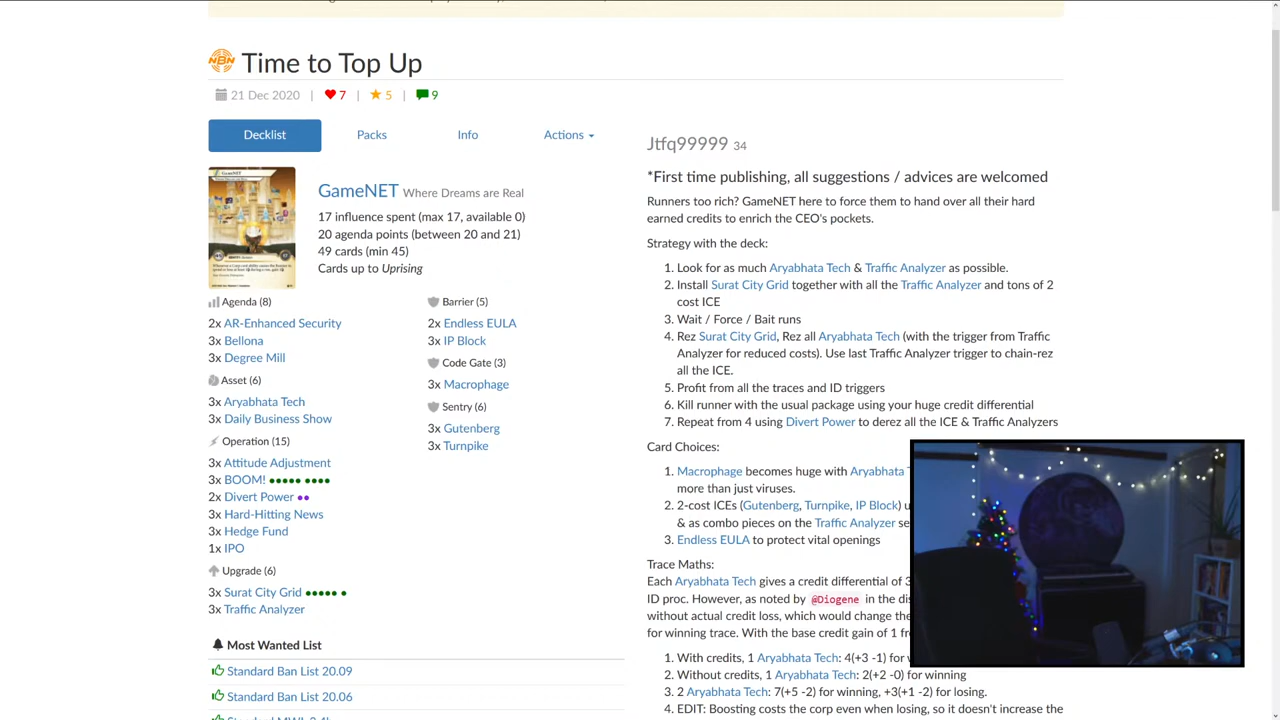 NBN Time to Top Up
21 Dec 2020 | 7 | 5 | 9
Decklist Packs Info Actions
GameNET
GameNET Where Dreams are Real
17 influence spent (max 17, available 0)
20 agenda points (between 20 and 21)
49 cards (min 45)
Cards up to Uprising
Agenda (8)
2x AR-Enhanced Security
3x Bellona
3x Degree Mill
Asset (6)
3x Aryabhata Tech
3x Daily Business Show
Operation (15)
3x Attitude Adjustment
3x BOOM! ●●●●● ●●●●
2x Divert Power ●●
3x Hard-Hitting News
3x Hedge Fund
1x IPO
Upgrade (6)
3x Surat City Grid ●●●●● ●
3x Traffic Analyzer
Barrier (5)
2x Endless EULA
3x IP Block
Code Gate (3)
3x Macrophage
Sentry (6)
3x Gutenberg
3x Turnpike
Most Wanted List
Standard Ban List 20.09
Standard Ban List 20.06
Jtfq99999 34
*First time publishing, all suggestions / advices are welcomed
Runners too rich? GameNET here to force them to hand over all their hard
earned credits to enrich the CEO's pockets.
Strategy with the deck:
1. Look for as much Aryabhata Tech & Traffic Analyzer as possible.
2. Install Surat City Grid together with all the Traffic Analyzer and tons of 2
cost ICE
3. Wait / Force / Bait runs
4. Rez Surat City Grid, Rez all Aryabhata Tech (with the trigger from Traffic
Analyzer for reduced costs). Use last Traffic Analyzer trigger to chain-rez
all the ICE.
5. Profit from all the traces and ID triggers
6. Kill runner with the usual package using your huge credit differential
7. Repeat from 4 using Divert Power to derez all the ICE & Traffic Analyzers
Card Choices:
1. Macrophage becomes huge with Aryabhata
more than just viruses.
2. 2-cost ICEs (Gutenberg, Turnpike, IP Block)
& as combo pieces on the Traffic Analyzer
3. Endless EULA to protect vital openings
Trace Maths:
Each Aryabhata Tech gives a credit differential of 3
ID proc. However, as noted by @Diogene in the
without actual credit loss, which would change the
for winning trace. With the base credit gain of 1
1. With credits, 1 Aryabhata Tech: 4(+3 -1) for
2. Without credits, 1 Aryabhata Tech: 2(+2 -0) for winning
3. 2 Aryabhata Tech: 7(+5 -2) for winning, +3(+1 -2) for losing.
4. EDIT: Boosting costs the corp even when losing, so it doesn't increase the